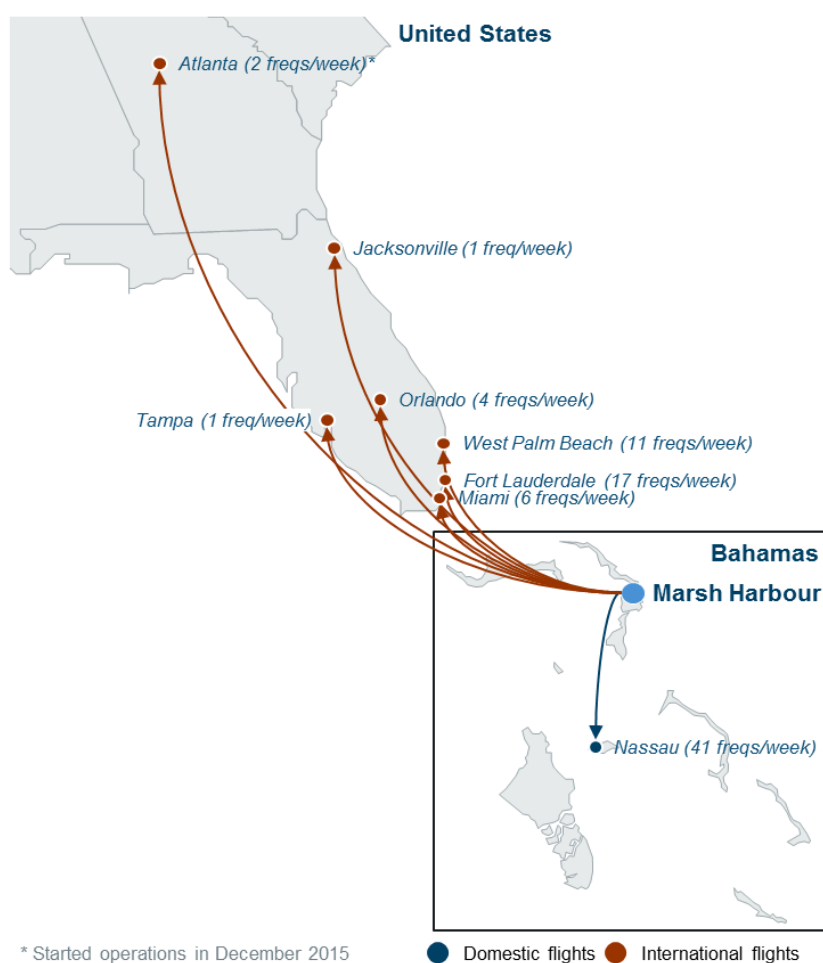 United States
Atlanta (2 freqs/week)*
Jacksonville (1 freq/week)
Orlando (4 freqs/week)
Tampa (1 freq/week)
West Palm Beach (11 freqs/week)
Fort Lauderdale (17 freqs/week)
Miami (6 freqs/week)
Bahamas
Marsh Harbour
Nassau (41 freqs/week)
* Started operations in December 2015
Domestic flights
International flights